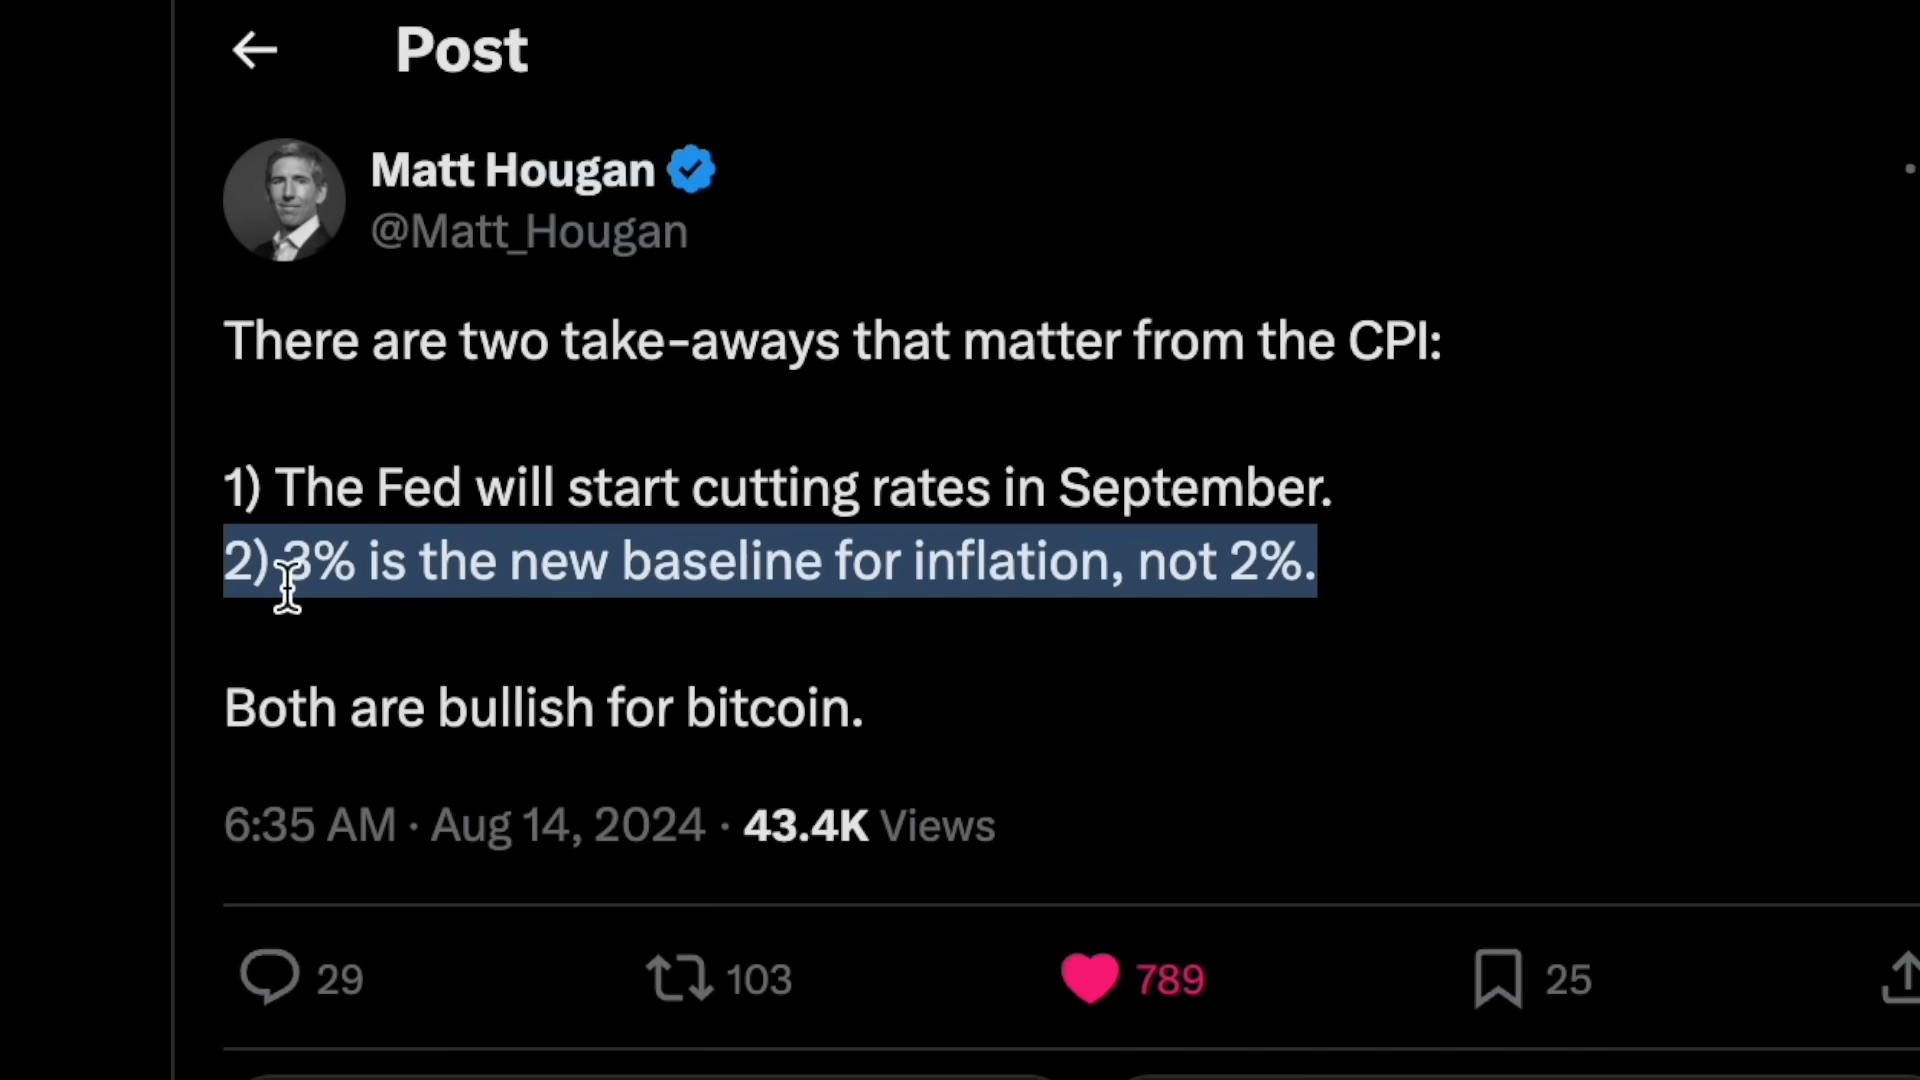 Post
Matt Hougan
@Matt_Hougan
There are two take-aways that matter from the CPI:
1) The Fed will start cutting rates in September.
2) 3% is the new baseline for inflation, not 2%.
Both are bullish for bitcoin.
6:35 AM · Aug 14, 2024 · 43.4K Views
29 103 789 25